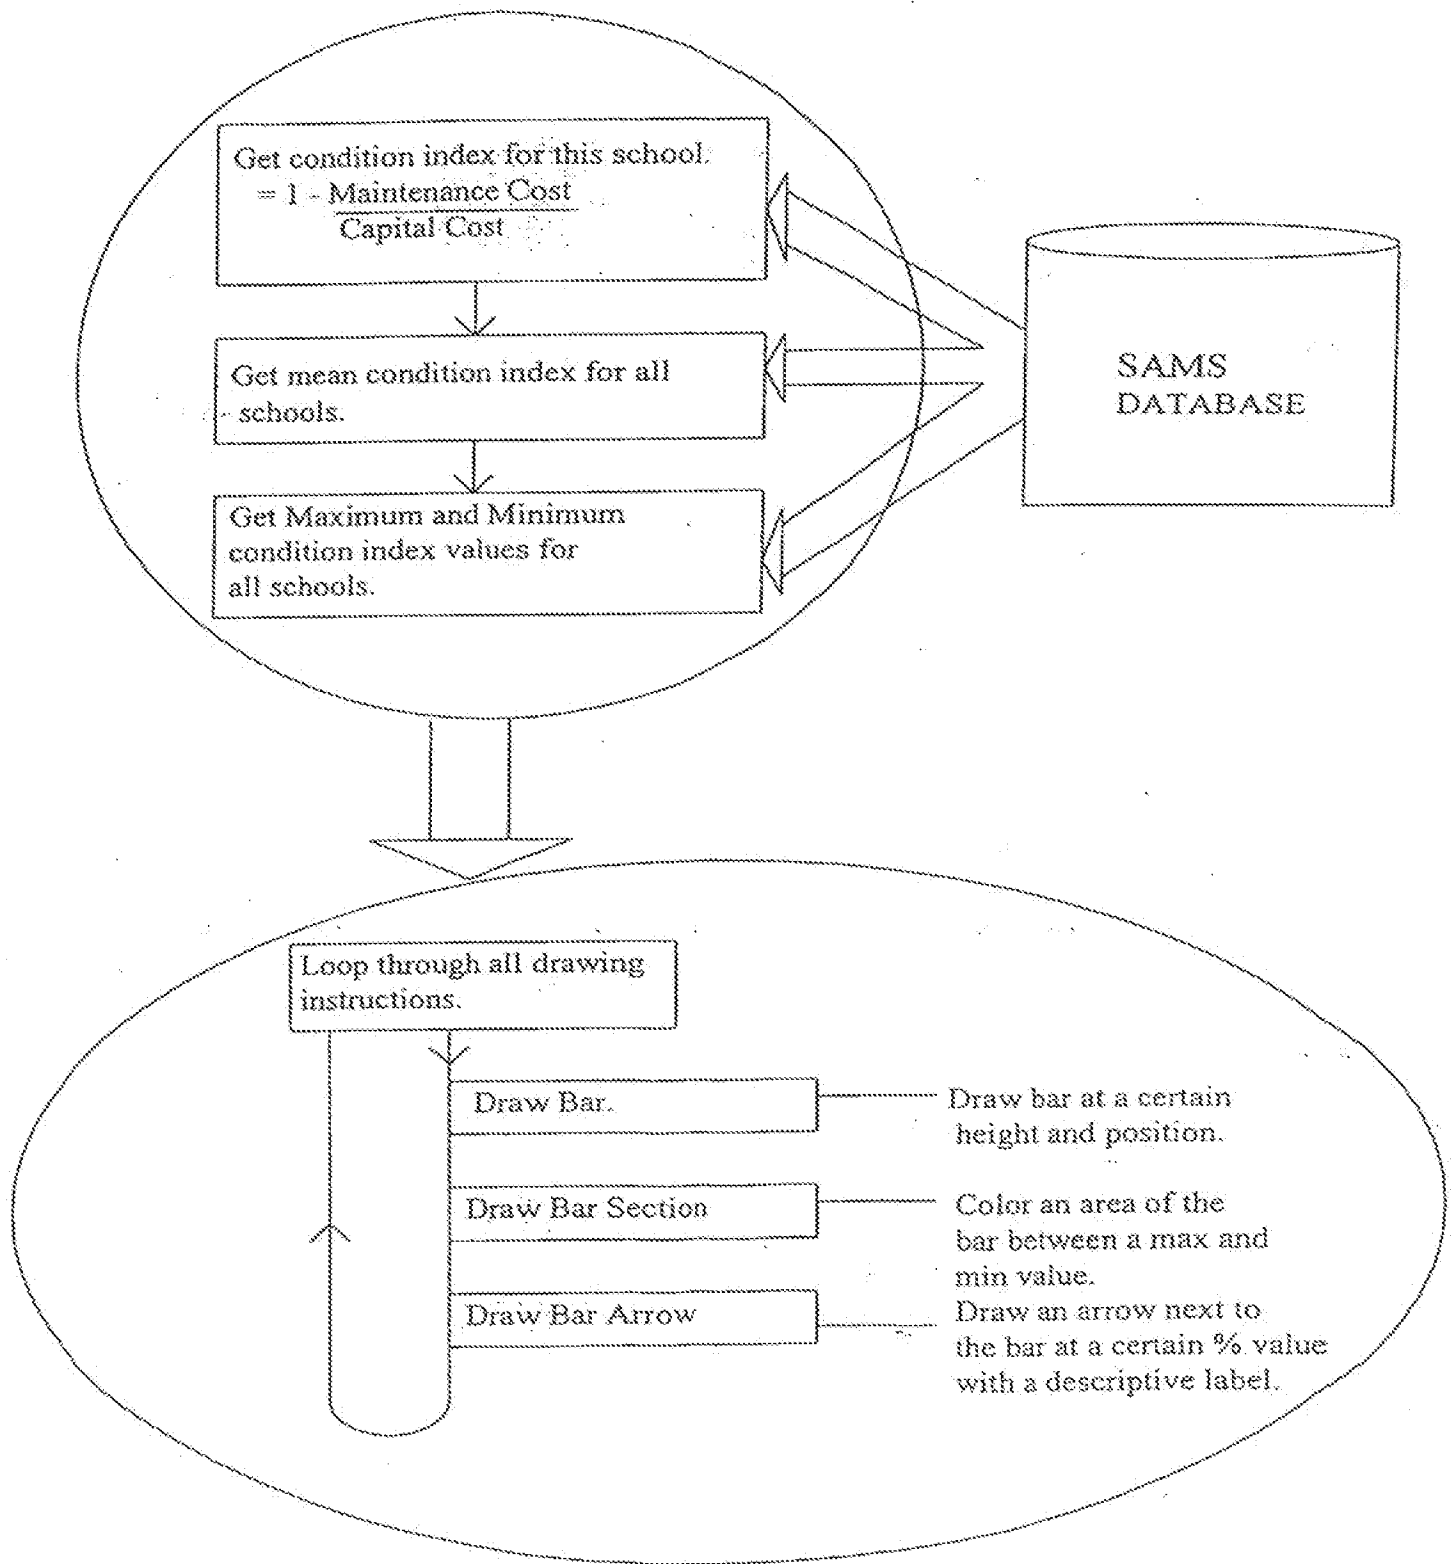 Get condition index for this school.
= 1 - Maintenance Cost
Capital Cost
Get mean condition index for all
schools.
Get Maximum and Minimum
condition index values for
all schools.
SAMS
DATABASE
Loop through all drawing
instructions.
Draw Bar.
Draw bar at a certain
height and position.
Draw Bar Section
Color an area of the
bar between a max and
min value.
Draw Bar Arrow
Draw an arrow next to
the bar at a certain % value
with a descriptive label.